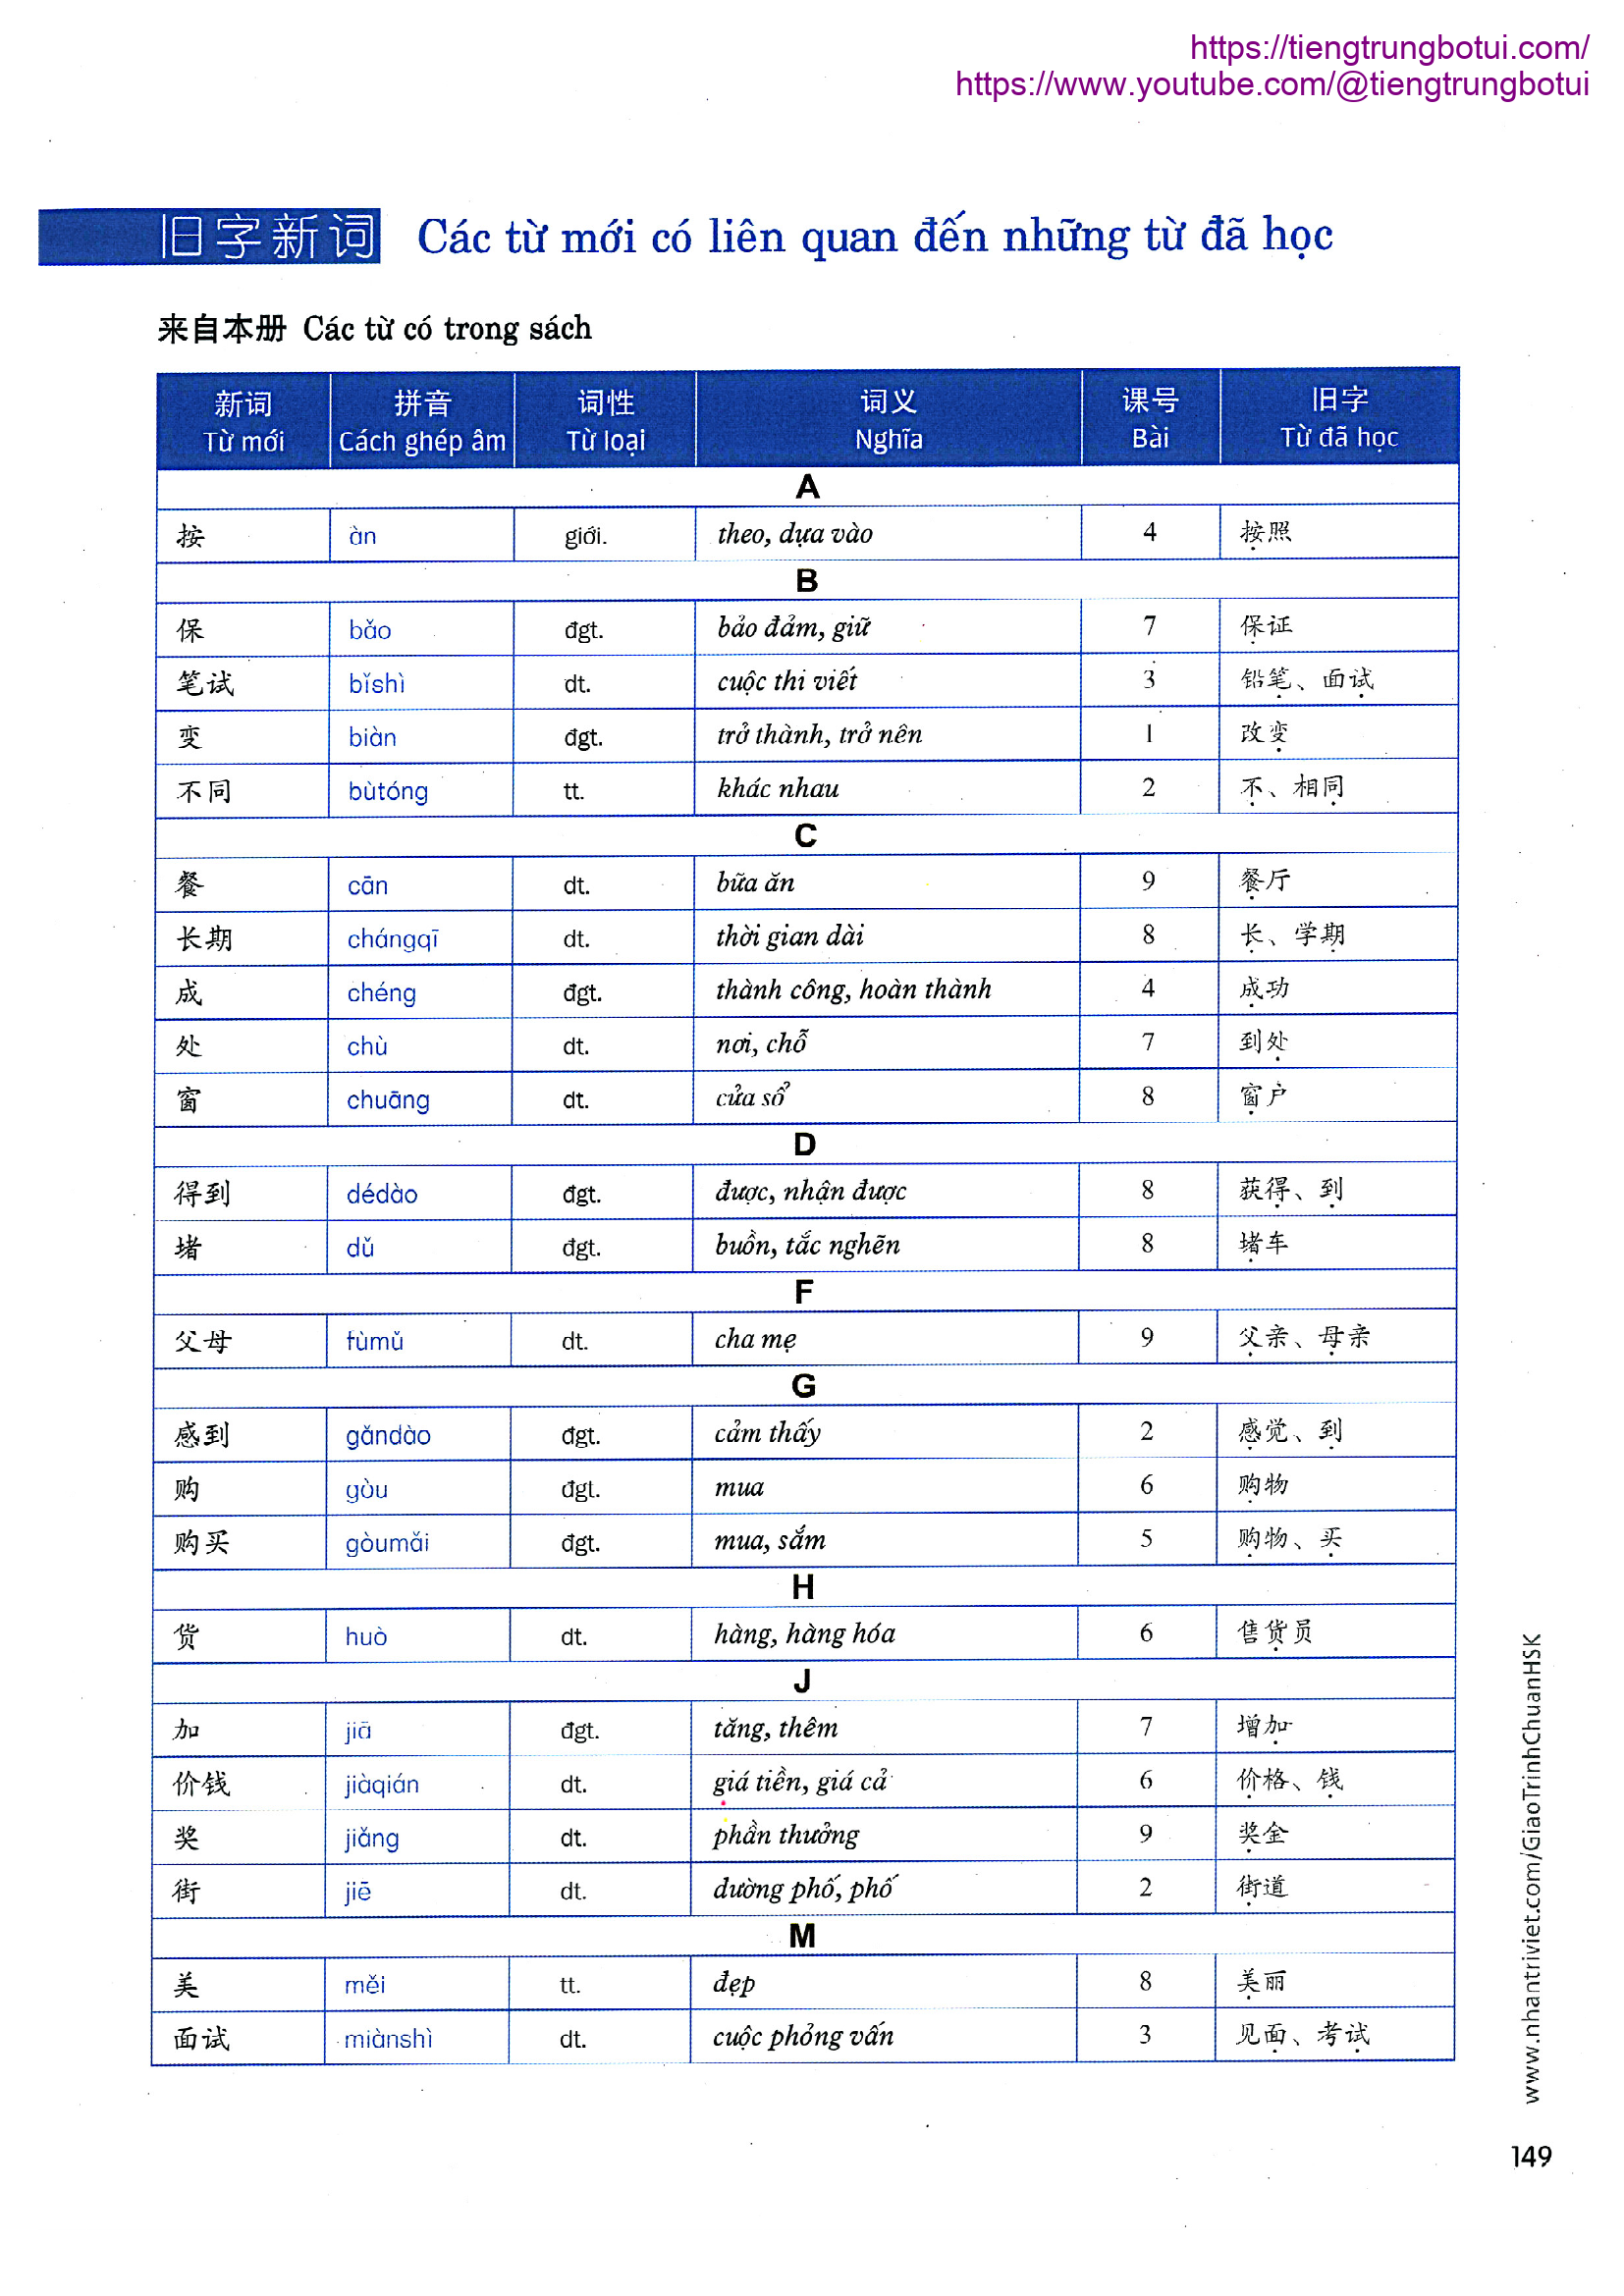 https://tiengtrungbotui.com/
https://www.youtube.com/@tiengtrungbotui
旧字新词 Các từ mới có liên quan đến những từ đã học
来自本册 Các từ có trong sách
新词 拼音 词性 词义 课号 旧字
Từ mới Cách ghép âm Từ loại Nghĩa Bài Từ đã học
A
按 àn giới. theo, dựa vào 4 按照
B
保 bǎo đgt. bảo đảm, giữ 7 保证
笔试 bǐshì dt. cuộc thi viết 3 铅笔、面试
变 biàn đgt. trở thành, trở nên 1 改变
不同 bùtóng tt. khác nhau 2 不、相同
C
餐 cān dt. bữa ăn 9 餐厅
长期 chángqī dt. thời gian dài 8 长、学期
成 chéng đgt. thành công, hoàn thành 4 成功
处 chù dt. nơi, chỗ 7 到处
窗 chuāng dt. cửa sổ 8 窗户
D
得到 dédào đgt. được, nhận được 8 获得、到
堵 dǔ đgt. buồn, tắc nghẽn 8 堵车
F
父母 fùmǔ dt. cha mẹ 9 父亲、母亲
G
感到 gǎndào đgt. cảm thấy 2 感觉、到
购 gòu đgt. mua 6 购物
购买 gòumǎi đgt. mua, sắm 5 购物、买
H
货 huò dt. hàng, hàng hóa 6 售货员
J
加 jiā đgt. tăng, thêm 7 增加
价钱 jiàqián dt. giá tiền, giá cả 6 价格、钱
奖 jiǎng dt. phần thưởng 9 奖金
街 jiē dt. đường phố, phố 2 街道
M
美 měi tt. đẹp 8 美丽
面试 miànshì dt. cuộc phỏng vấn 3 见面、考试
www.nhantriviet.com/GiaoTrinhChuanHSK
149